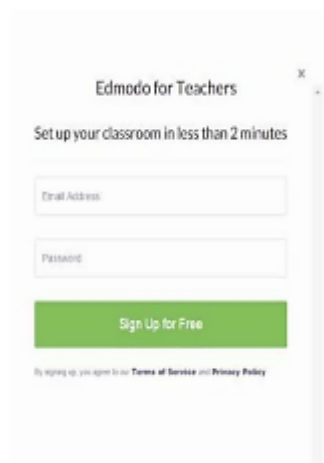 x
Edmodo for Teachers
Set up your classroom in less than 2 minutes
Email Address
Password
Sign Up for Free
By signing up, you agree to our Terms of Service and Privacy Policy